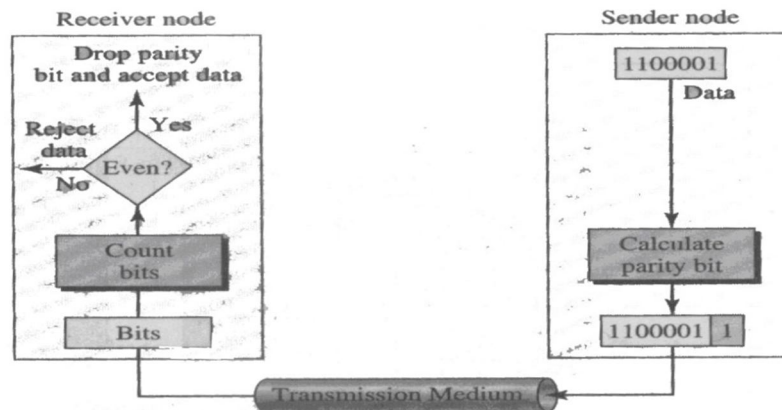 Receiver node
Drop parity
bit and accept data
Yes
Reject
data
No
Even?
Count
bits
Bits
Sender node
1100001
Data
Calculate
parity bit
1100001 1
Transmission Medium